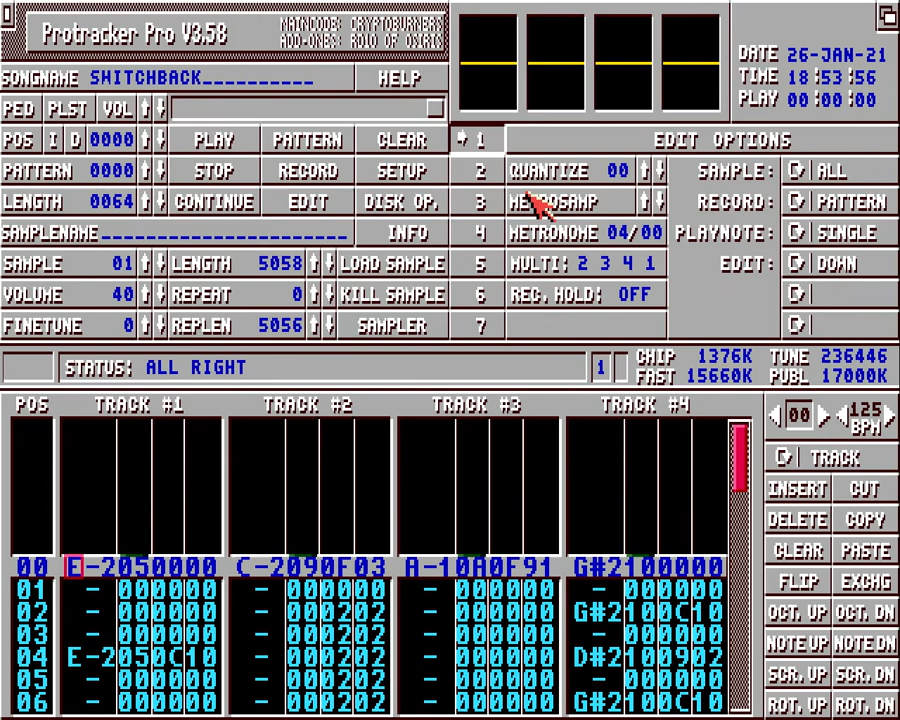 Protracker Pro V3.58
MAINCODE: CRYPTOBURNERS
ADD-ONES: ROIO OF OSIRIS
DATE 26-JAN-21
TIME 18:53:56
PLAY 00:00:00
SONGNAME SHITCHBACK__________ HELP
PED PLST VOL
POS I D 0000 PLAY PATTERN CLEAR 1 EDIT OPTIONS
PATTERN 0000 STOP RECORD SETUP 2 QUANTIZE 00 SAMPLE: ALL
LENGTH 0064 CONTINUE EDIT DISK OP. 3 RECORD: PATTERN
SAMPLENAME______________________ INFO 4 METRONOME 04/00 PLAYNOTE: SINGLE
SAMPLE 01 LENGTH 5058 LOAD SAMPLE 5 MULTI: 2 3 4 1 EDIT: DOWN
VOLUME 40 REPEAT 0 KILL SAMPLE 6 REC. HOLD: OFF
FINETUNE 0 REPLEN 5056 SAMPLER 7
STATUS: ALL RIGHT 1 CHIP 1376K TUNE 236446
FAST 15660K PUBL 17000K
POS TRACK #1 TRACK #2 TRACK #3 TRACK #4
00 125 BPM
TRACK
INSERT CUT
DELETE COPY
CLEAR PASTE
FLIP EXCHG
OCT. UP OCT. DN
NOTE UP NOTE DN
SCR. UP SCR. DN
ROT. UP ROT. DN
00 E-2050000 C-2090F03 A-10A0F91 G#2100000
01 - 000000 - 000202 - 000000 - 000000
02 - 000000 - 000202 - 000000 G#2100C10
03 - 000000 - 000202 - 000000 - 000000
04 E-2050C10 - 000202 - 000000 D#2100902
05 - 000000 - 000202 - 000000 - 000000
06 - 000000 - 000202 - 000000 G#2100C10